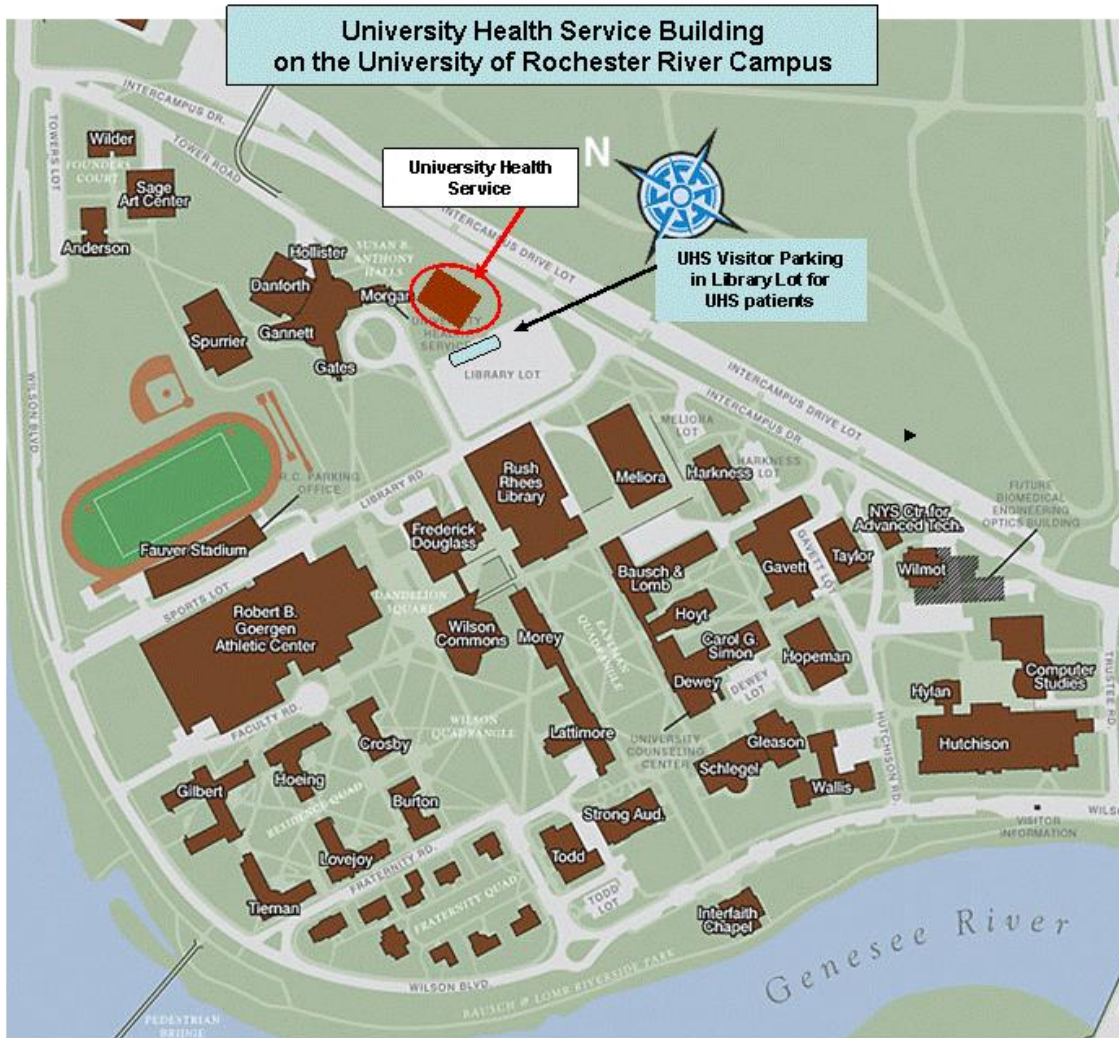 University Health Service Building
on the University of Rochester River Campus
INTERCAMPUS DR.
TOWERS LOT
TOWER ROAD
Wilder
FOUNDERS
COURT
Sage
Art Center
Anderson
N
University Health
Service
INTERCAMPUS DRIVE LOT
UHS Visitor Parking
in Library Lot for
UHS patients
SUSAN B.
ANTHONY
HALLS
Hollister
Danforth
Morgan
Gannett
Gates
Spurrier
UNIVERSITY
HEALTH
SERVICE
LIBRARY LOT
WILSON BLVD
INTERCAMPUS DRIVE LOT
INTERCAMPUS DR.
MELIORA
LOT
HARKNESS
LOT
R.C. PARKING
OFFICE
LIBRARY RD.
Rush
Rhees
Library
Meliora
Harkness
FUTURE
BIOMEDICAL
ENGINEERING
OPTICS BUILDING
NYS Ctr. for
Advanced Tech.
Fauver Stadium
Frederick
Douglass
Bausch &
Lomb
Gavett
GAVETT LOT
Taylor
Wilmot
SPORTS LOT
DANDELION
SQUARE
Robert B.
Goergen
Athletic Center
Wilson
Commons
Morey
EASTMAN
QUADRANGLE
Hoyt
Carol G.
Simon
Hopeman
Dewey
DEWEY
LOT
Computer
Studies
TRUSTEE RD.
Hylan
Hutchison
HUTCHISON RD.
FACULTY RD.
WILSON
QUADRANGLE
Crosby
Lattimore
UNIVERSITY
COUNSELING
CENTER
Gleason
Schlegel
Wallis
Gilbert
Hoeing
RESIDENCE QUAD
Burton
Strong Aud.
VISITOR
INFORMATION
WILS
Lovejoy
FRATERNITY RD.
Todd
TODD
LOT
Tiernan
FRATERNITY QUAD
Interfaith
Chapel
Genesee River
WILSON BLVD.
BAUSCH & LOMB RIVERSIDE PARK
PEDESTRIAN
BRIDGE